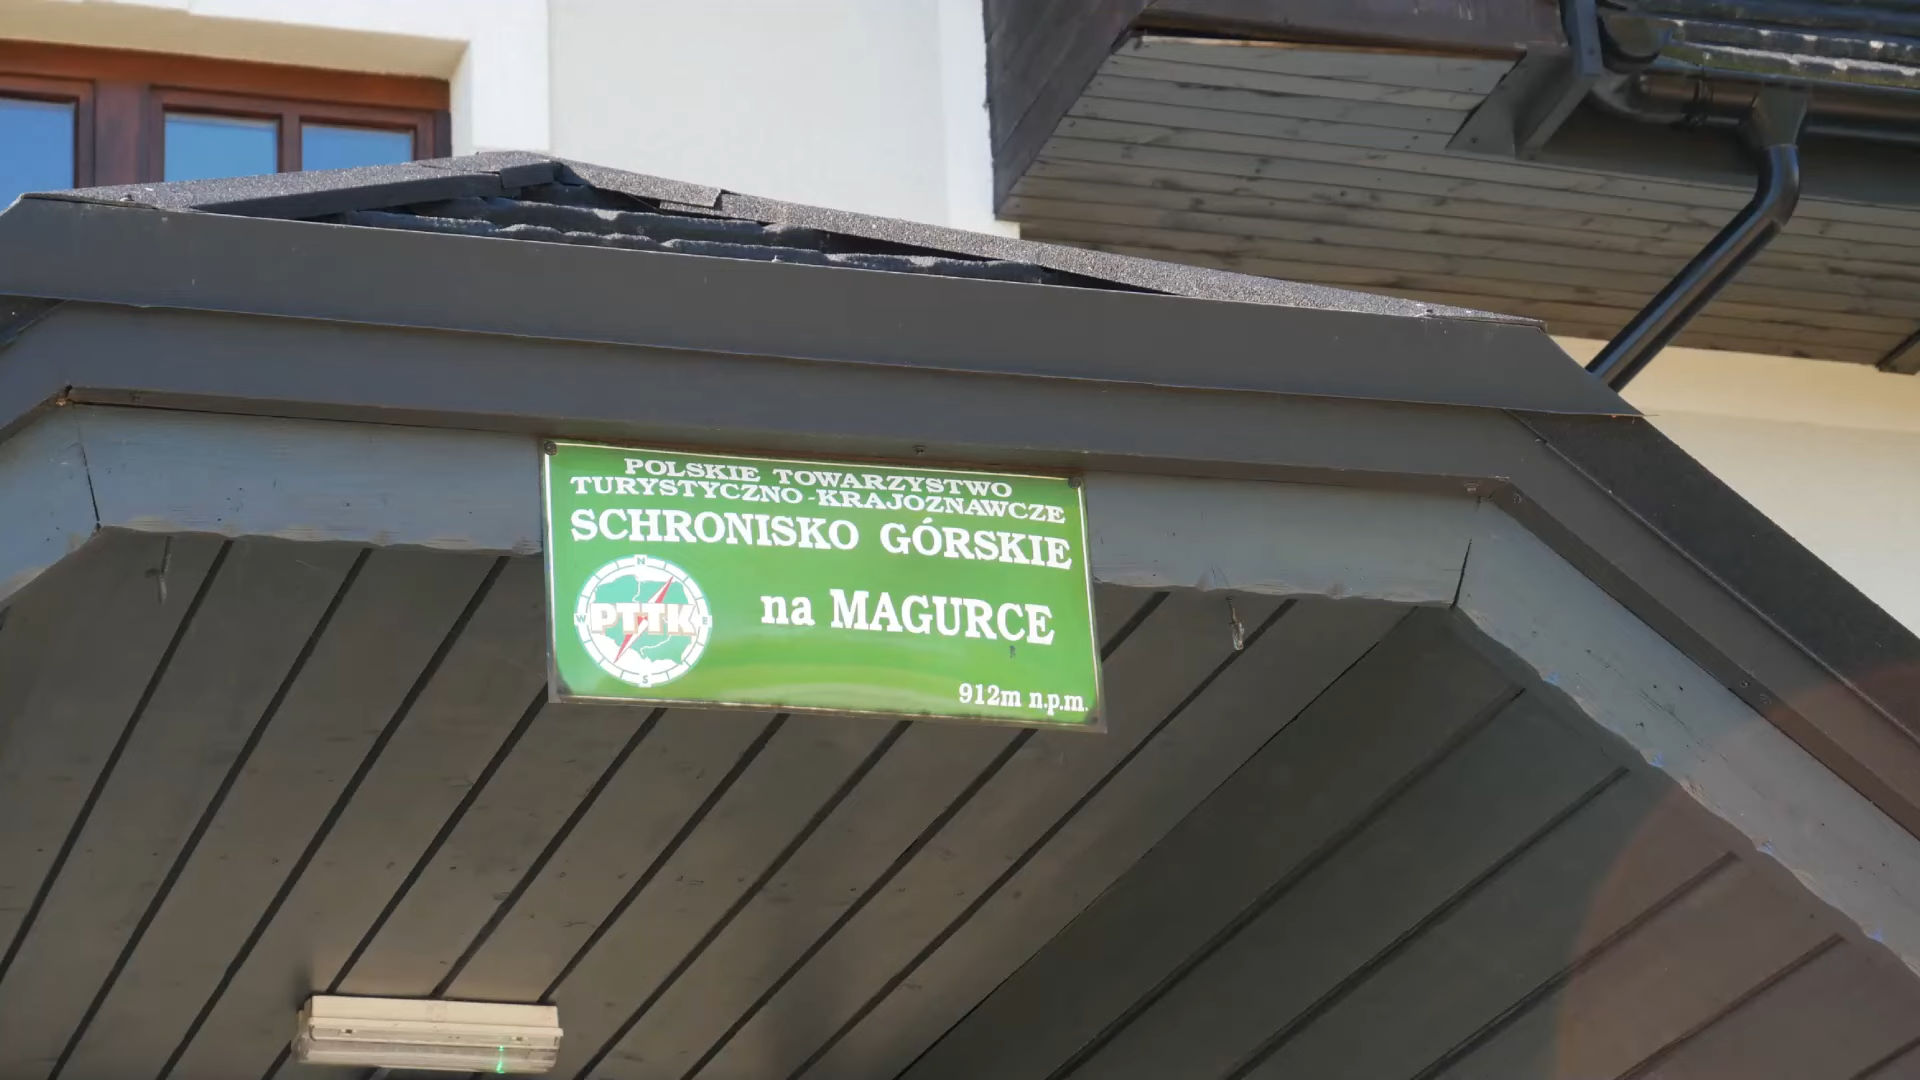 POLSKIE TOWARZYSTWO
TURYSTYCZNO-KRAJOZNAWCZE
SCHRONISKO GÓRSKIE
na MAGURCE
N
W PTTK E
S
912m n.p.m.